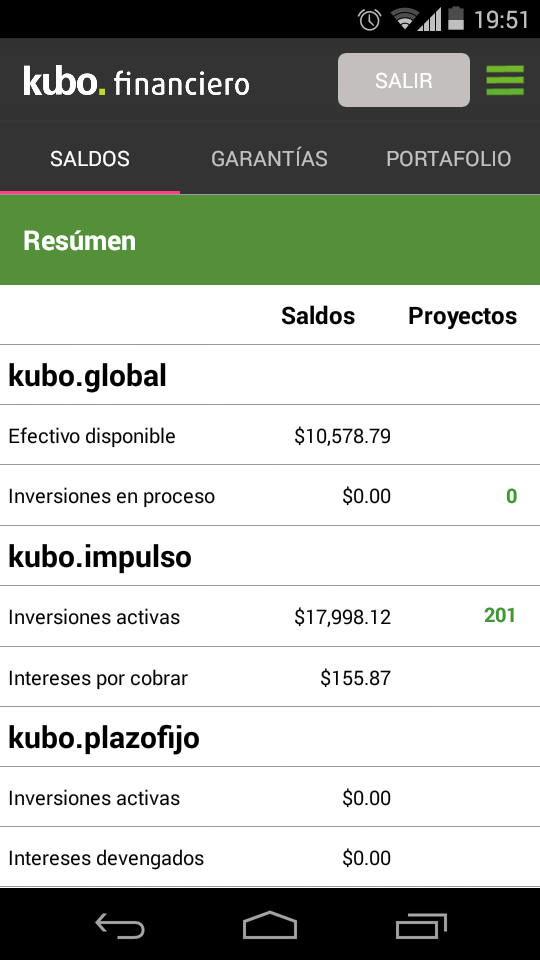 19:51
kubo. financiero
SALIR
SALDOS GARANTÍAS PORTAFOLIO
Resúmen
Saldos Proyectos
kubo.global
Efectivo disponible $10,578.79
Inversiones en proceso $0.00 0
kubo.impulso
Inversiones activas $17,998.12 201
Intereses por cobrar $155.87
kubo.plazofijo
Inversiones activas $0.00
Intereses devengados $0.00